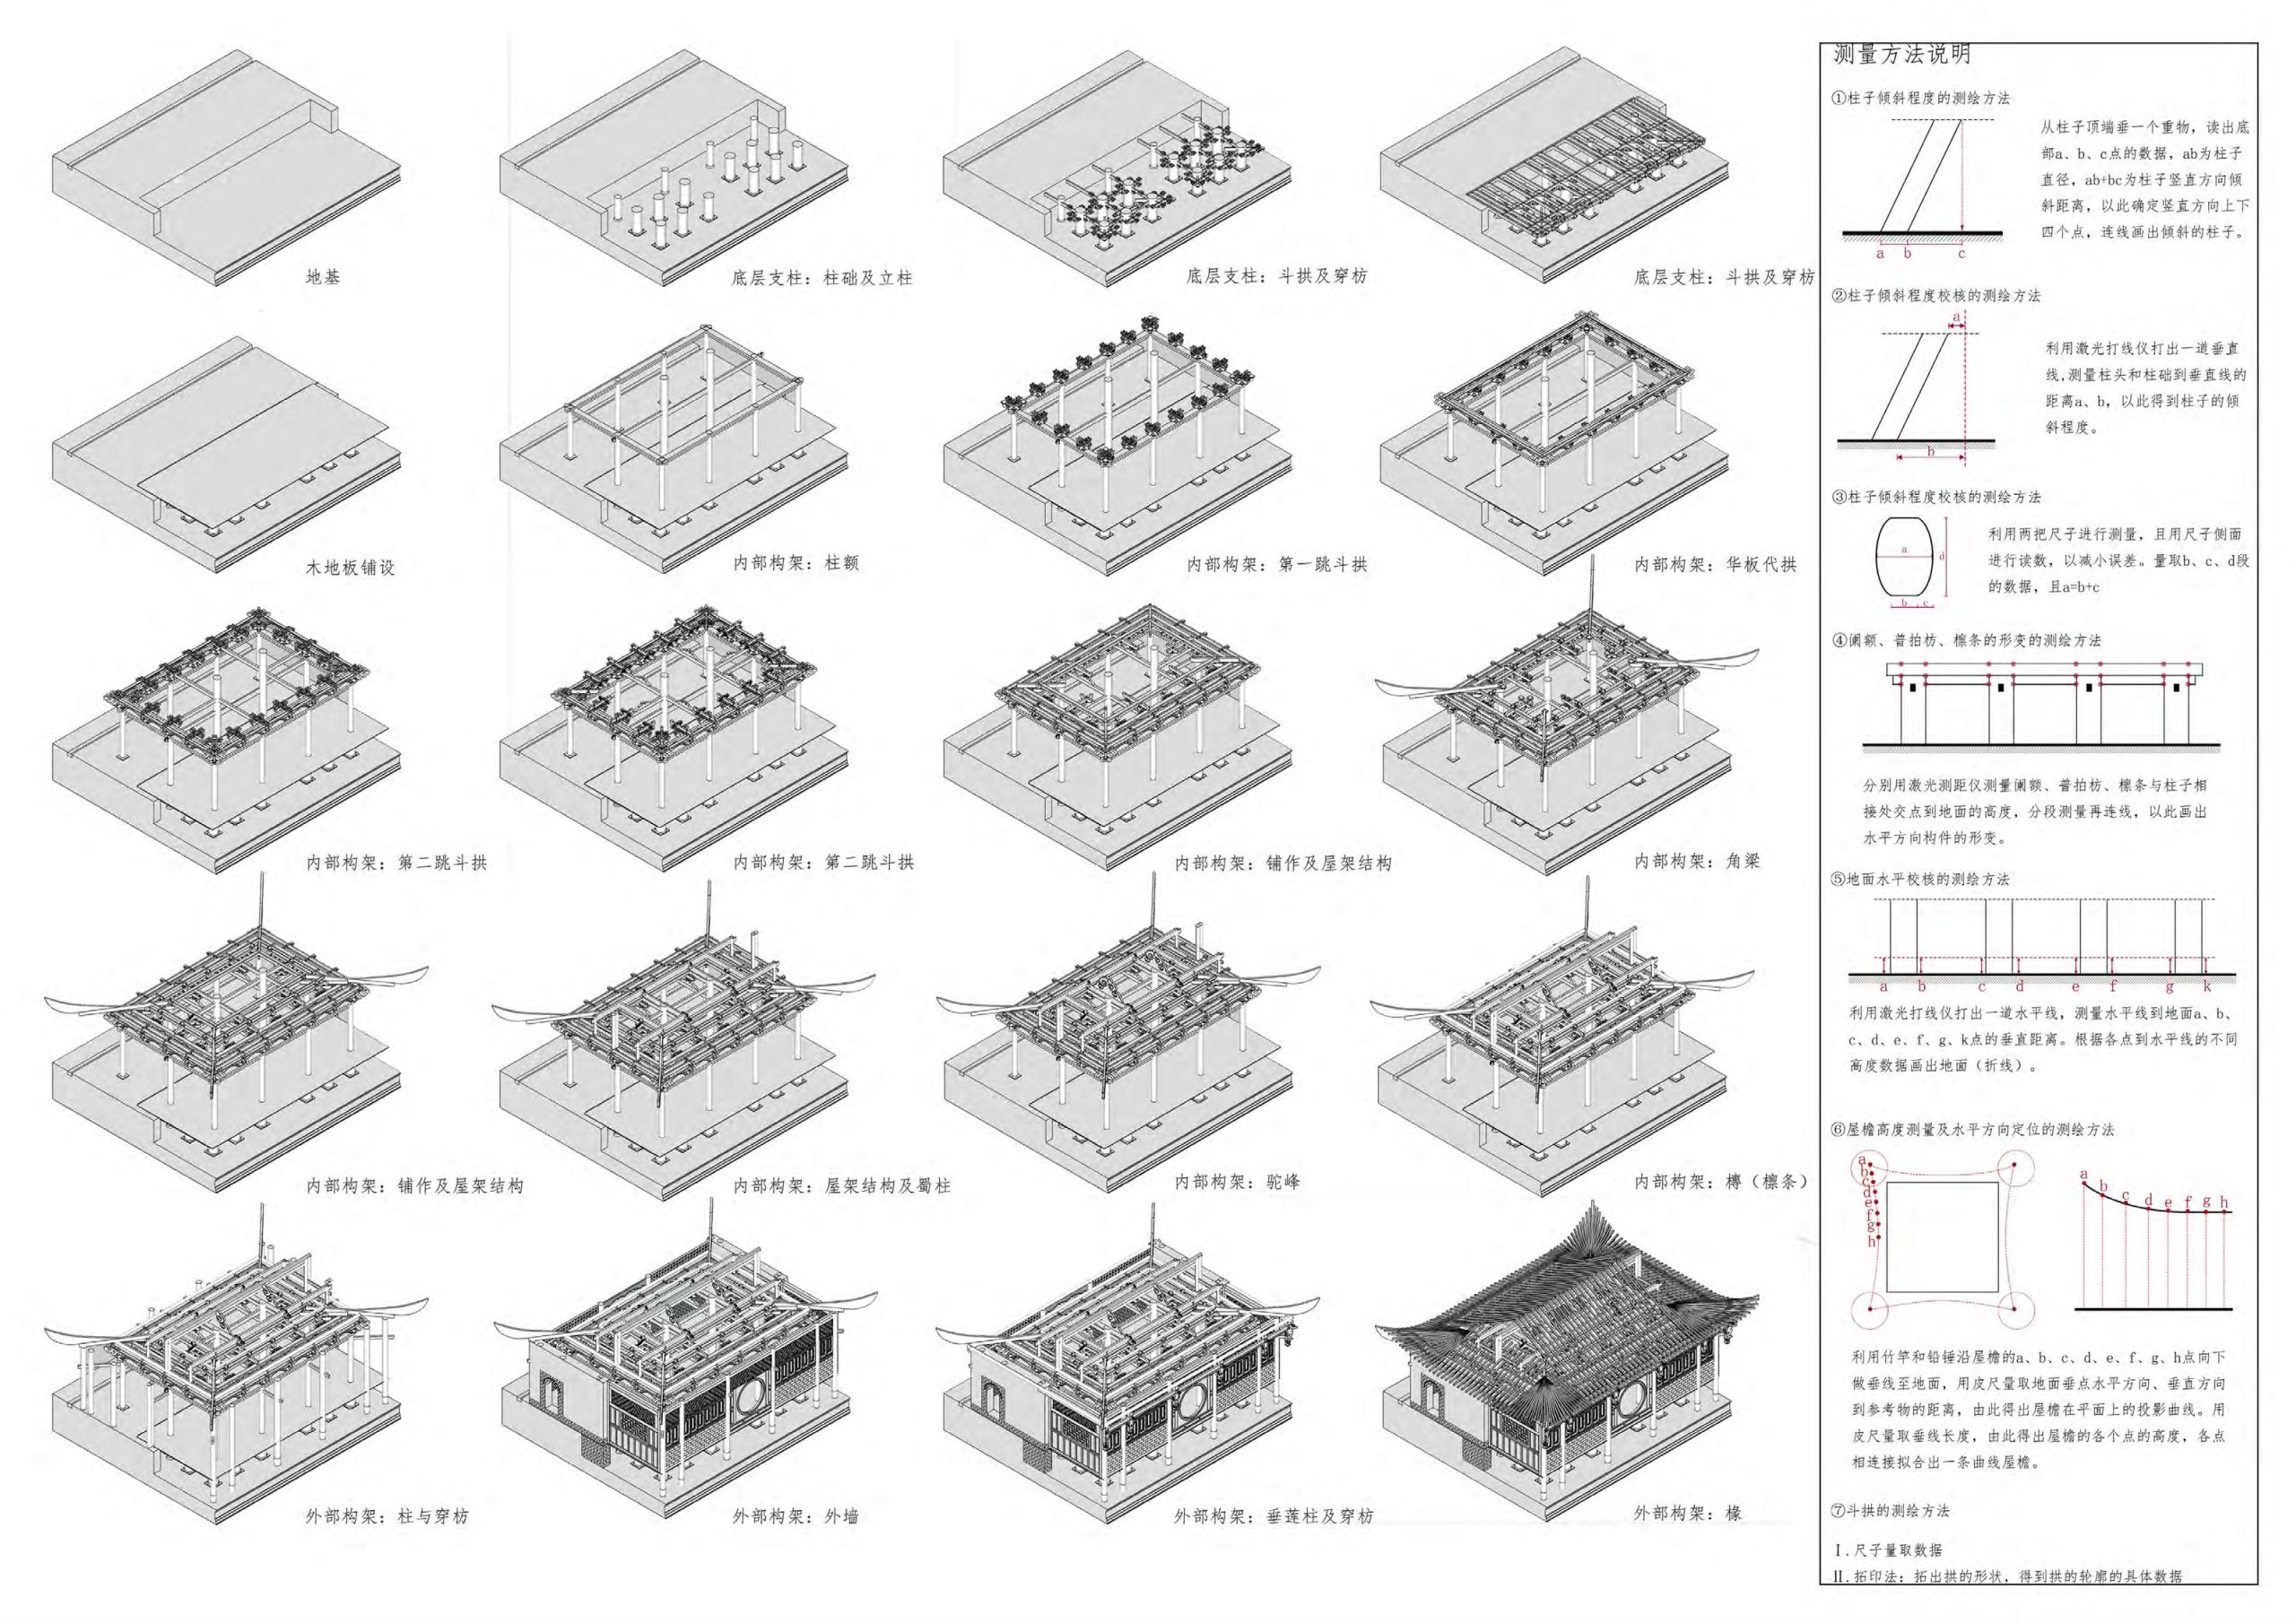 地基
底层支柱：柱础及立柱
底层支柱：斗拱及穿枋
底层支柱：斗拱及穿枋
木地板铺设
内部构架：柱额
内部构架：第一跳斗拱
内部构架：华板代拱
内部构架：第二跳斗拱
内部构架：第二跳斗拱
内部构架：铺作及屋架结构
内部构架：角梁
内部构架：铺作及屋架结构
内部构架：屋架结构及蜀柱
内部构架：驼峰
内部构架：槫（檩条）
外部构架：柱与穿枋
外部构架：外墙
外部构架：垂莲柱及穿枋
外部构架：椽
测量方法说明
①柱子倾斜程度的测绘方法
从柱子顶端垂一个重物，读出底
部a、b、c点的数据，ab为柱子
直径，ab+bc为柱子竖直方向倾
斜距离，以此确定竖直方向上下
四个点，连线画出倾斜的柱子。
a b c
②柱子倾斜程度校核的测绘方法
a
利用激光打线仪打出一道垂直
线,测量柱头和柱础到垂直线的
距离a、b，以此得到柱子的倾
斜程度。
b
③柱子倾斜程度校核的测绘方法
a
d
b c
利用两把尺子进行测量，且用尺子侧面
进行读数，以减小误差。量取b、c、d段
的数据，且a=b+c
④阑额、普拍枋、檩条的形变的测绘方法
分别用激光测距仪测量阑额、普拍枋、檩条与柱子相
接处交点到地面的高度，分段测量再连线，以此画出
水平方向构件的形变。
⑤地面水平校核的测绘方法
a b c d e f g k
利用激光打线仪打出一道水平线，测量水平线到地面a、b、
c、d、e、f、g、k点的垂直距离。根据各点到水平线的不同
高度数据画出地面（折线）。
⑥屋檐高度测量及水平方向定位的测绘方法
a
b
c
d
e
f
g
h
a b c d e f g h
利用竹竿和铅锤沿屋檐的a、b、c、d、e、f、g、h点向下
做垂线至地面，用皮尺量取地面垂点水平方向、垂直方向
到参考物的距离，由此得出屋檐在平面上的投影曲线。用
皮尺量取垂线长度，由此得出屋檐的各个点的高度，各点
相连接拟合出一条曲线屋檐。
⑦斗拱的测绘方法
Ⅰ.尺子量取数据
Ⅱ.拓印法：拓出拱的形状，得到拱的轮廓的具体数据